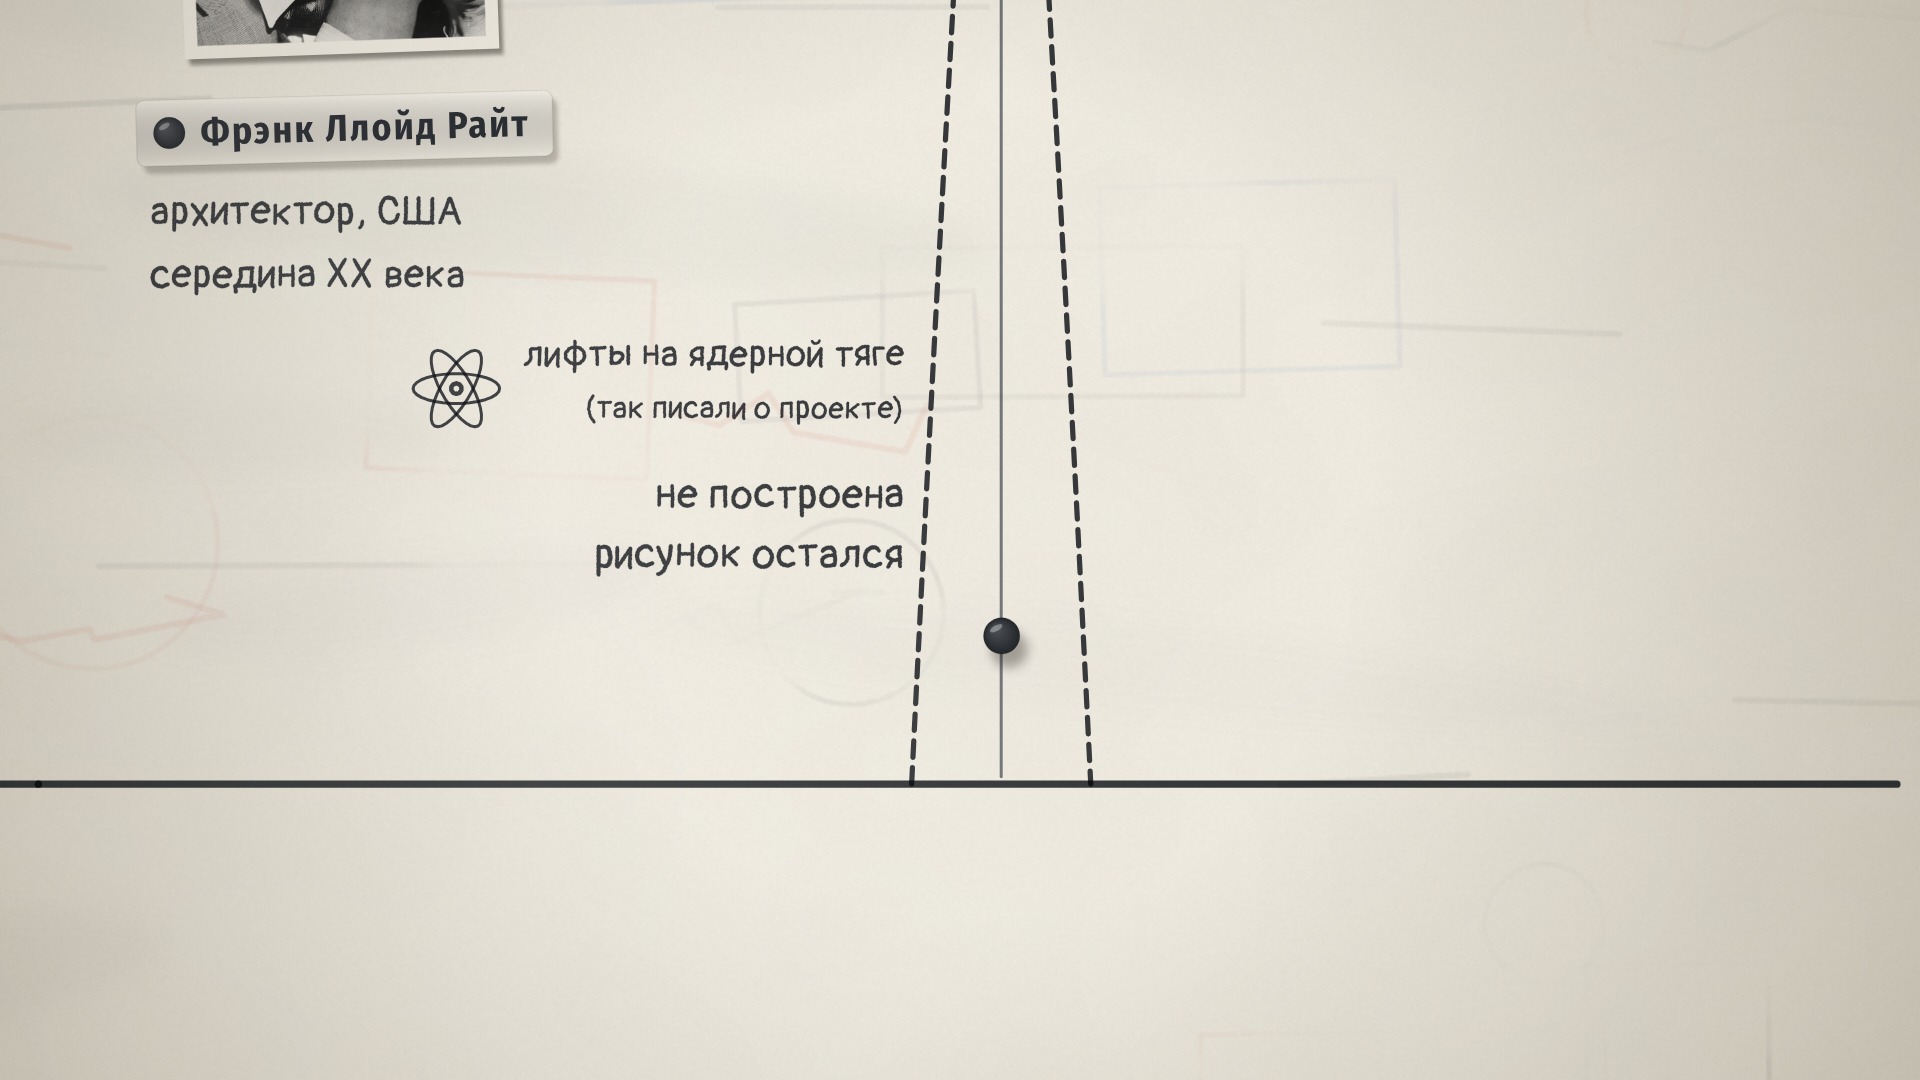 Фрэнк Ллойд Райт
архитектор, США
середина XX века
лифты на ядерной тяге
(так писали о проекте)
не построена
рисунок остался